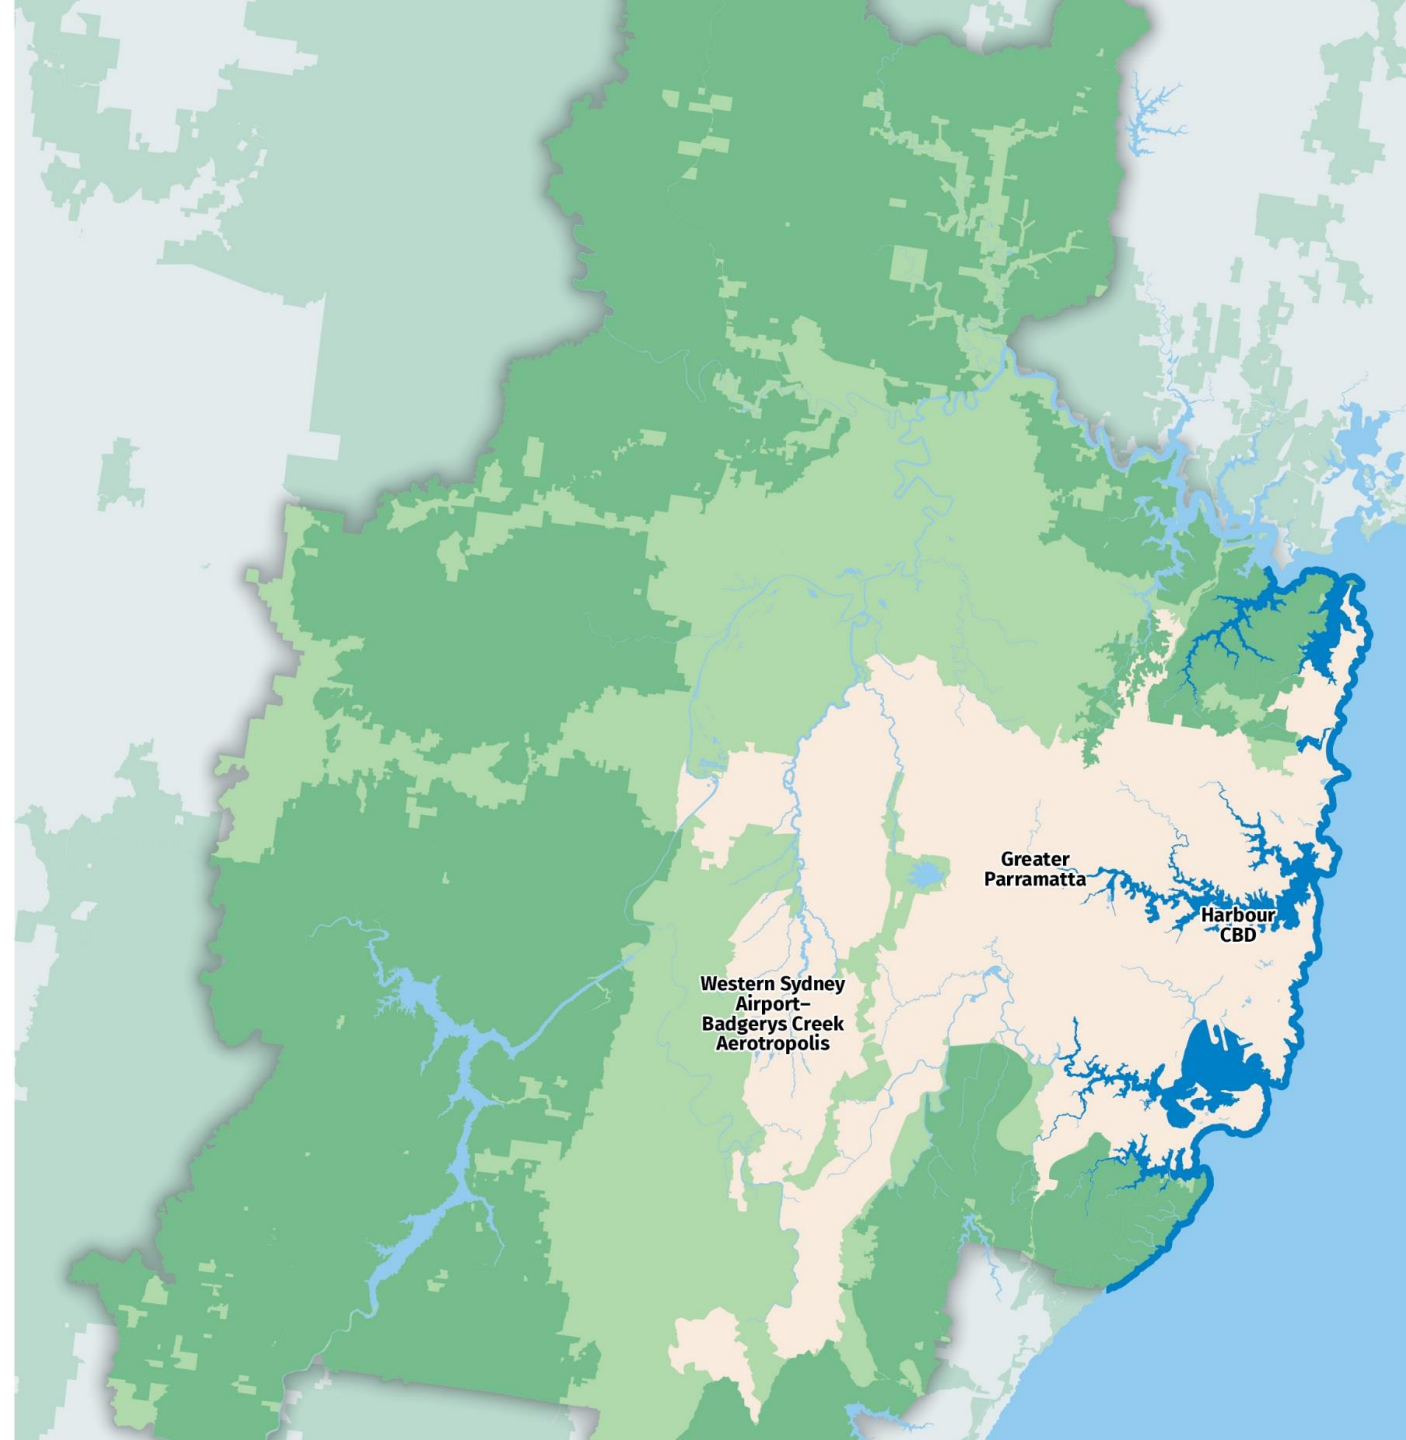 Greater
Parramatta
Harbour
CBD
Western Sydney
Airport–
Badgerys Creek
Aerotropolis